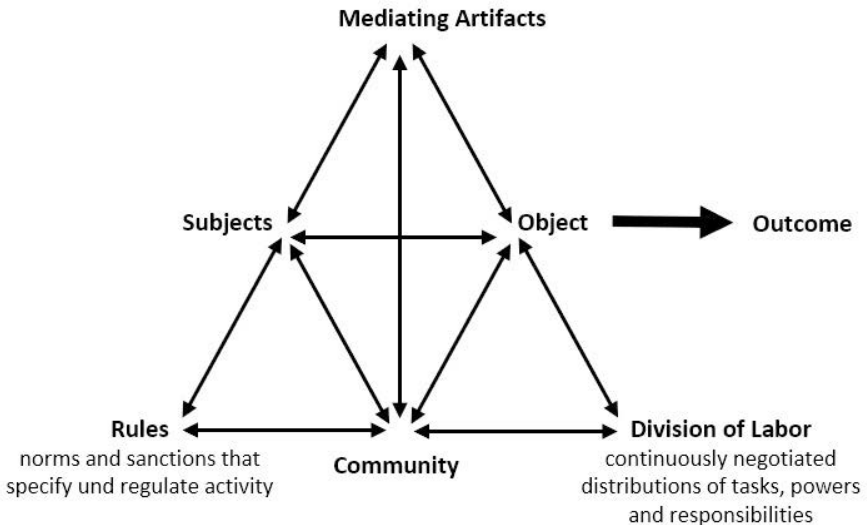 Mediating Artifacts
Subjects
Object
Outcome
Rules
norms and sanctions that
specify und regulate activity
Community
Division of Labor
continuously negotiated
distributions of tasks, powers
and responsibilities